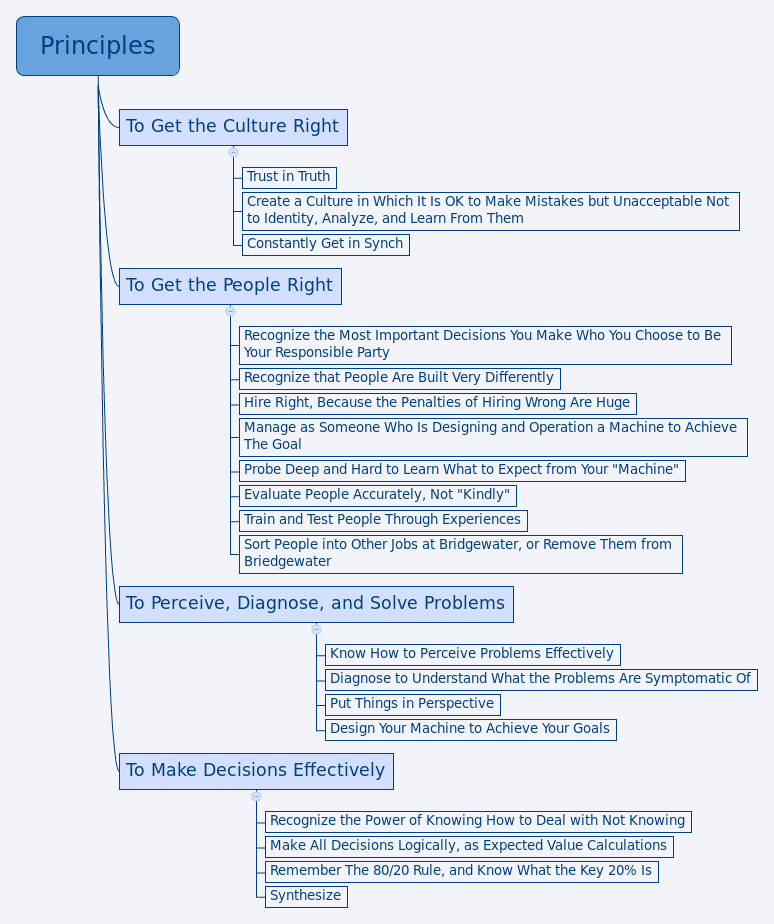 Principles
To Get the Culture Right
Trust in Truth
Create a Culture in Which It Is OK to Make Mistakes but Unacceptable Not
to Identity, Analyze, and Learn From Them
Constantly Get in Synch
To Get the People Right
Recognize the Most Important Decisions You Make Who You Choose to Be
Your Responsible Party
Recognize that People Are Built Very Differently
Hire Right, Because the Penalties of Hiring Wrong Are Huge
Manage as Someone Who Is Designing and Operation a Machine to Achieve
The Goal
Probe Deep and Hard to Learn What to Expect from Your "Machine"
Evaluate People Accurately, Not "Kindly"
Train and Test People Through Experiences
Sort People into Other Jobs at Bridgewater, or Remove Them from
Briedgewater
To Perceive, Diagnose, and Solve Problems
Know How to Perceive Problems Effectively
Diagnose to Understand What the Problems Are Symptomatic Of
Put Things in Perspective
Design Your Machine to Achieve Your Goals
To Make Decisions Effectively
Recognize the Power of Knowing How to Deal with Not Knowing
Make All Decisions Logically, as Expected Value Calculations
Remember The 80/20 Rule, and Know What the Key 20% Is
Synthesize